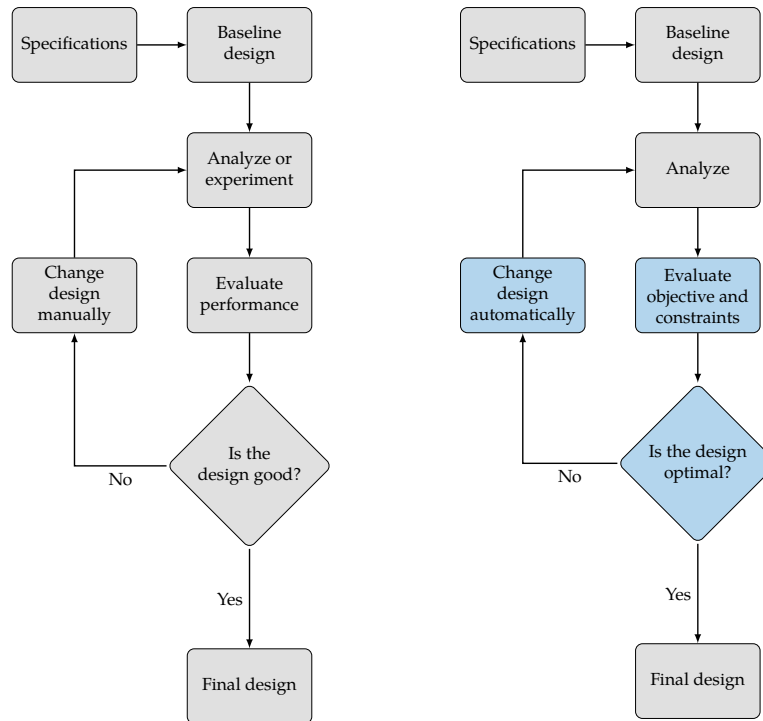 Specifications
Baseline
design
Analyze or
experiment
Change
design
manually
Evaluate
performance
Is the
design good?
No
Yes
Final design
Specifications
Baseline
design
Analyze
Change
design
automatically
Evaluate
objective and
constraints
Is the design
optimal?
No
Yes
Final design